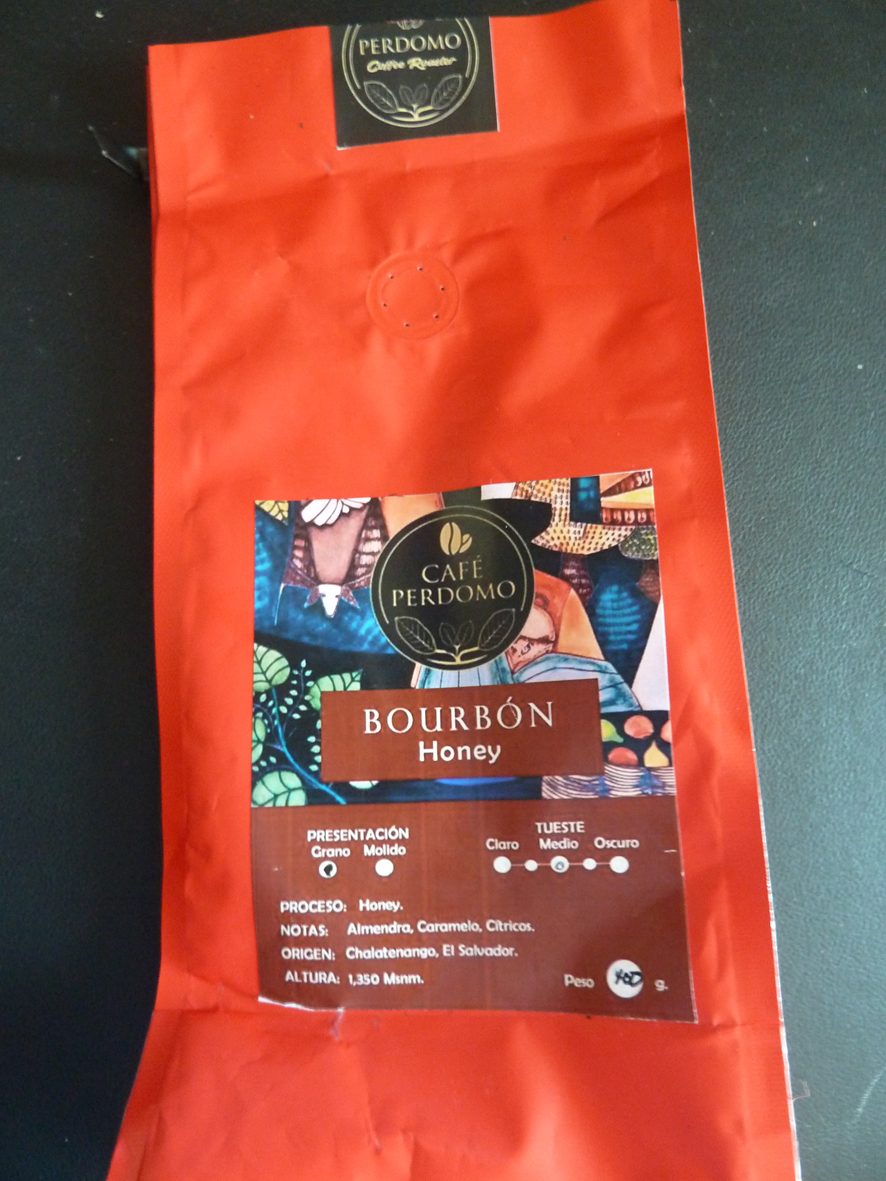 PERDOMO
Coffee Roaster
CAFÉ
PERDOMO
BOURBÓN
Honey
PRESENTACIÓN
Grano Molido
TUESTE
Claro Medio Oscuro
PROCESO: Honey.
NOTAS: Almendra, Caramelo, Cítricos.
ORIGEN: Chalatenango, El Salvador.
ALTURA: 1,350 Msnm.
Peso g.